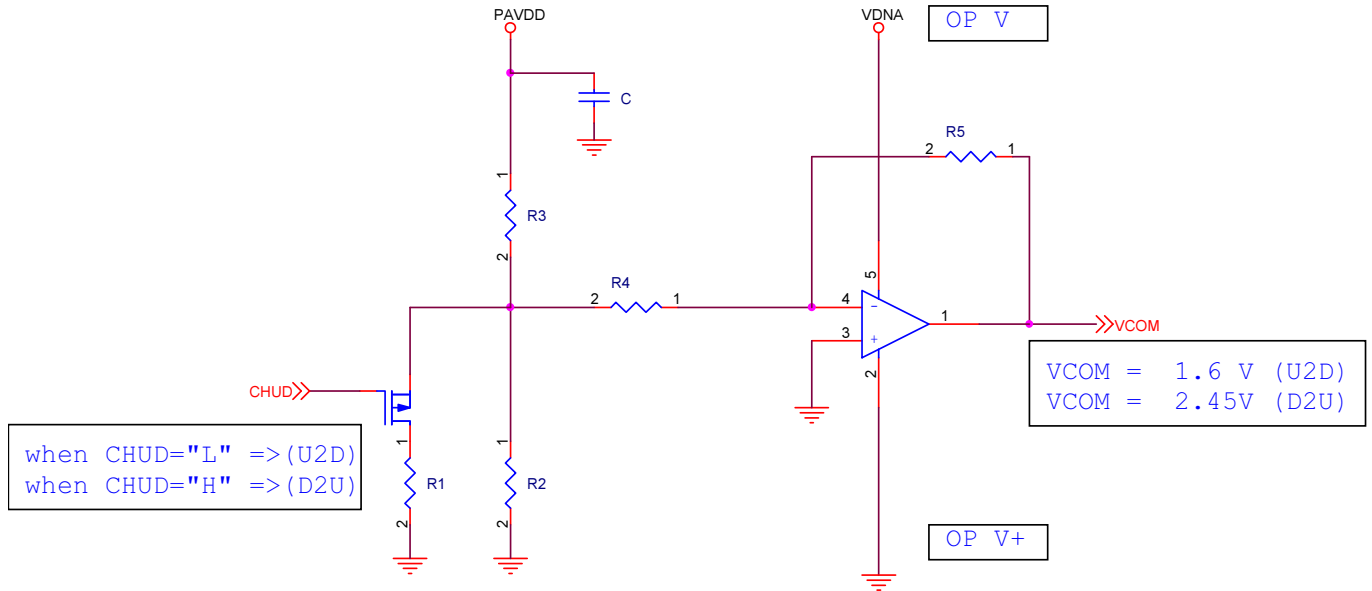 PAVDD
VDNA
OP V
C
R5
2
1
1
R3
2
R4
2
1
5
4
3
1
2
VCOM
CHUD
VCOM = 1.6 V (U2D)
VCOM = 2.45V (D2U)
when CHUD="L" =>(U2D)
when CHUD="H" =>(D2U)
1
R1
2
1
R2
2
OP V+